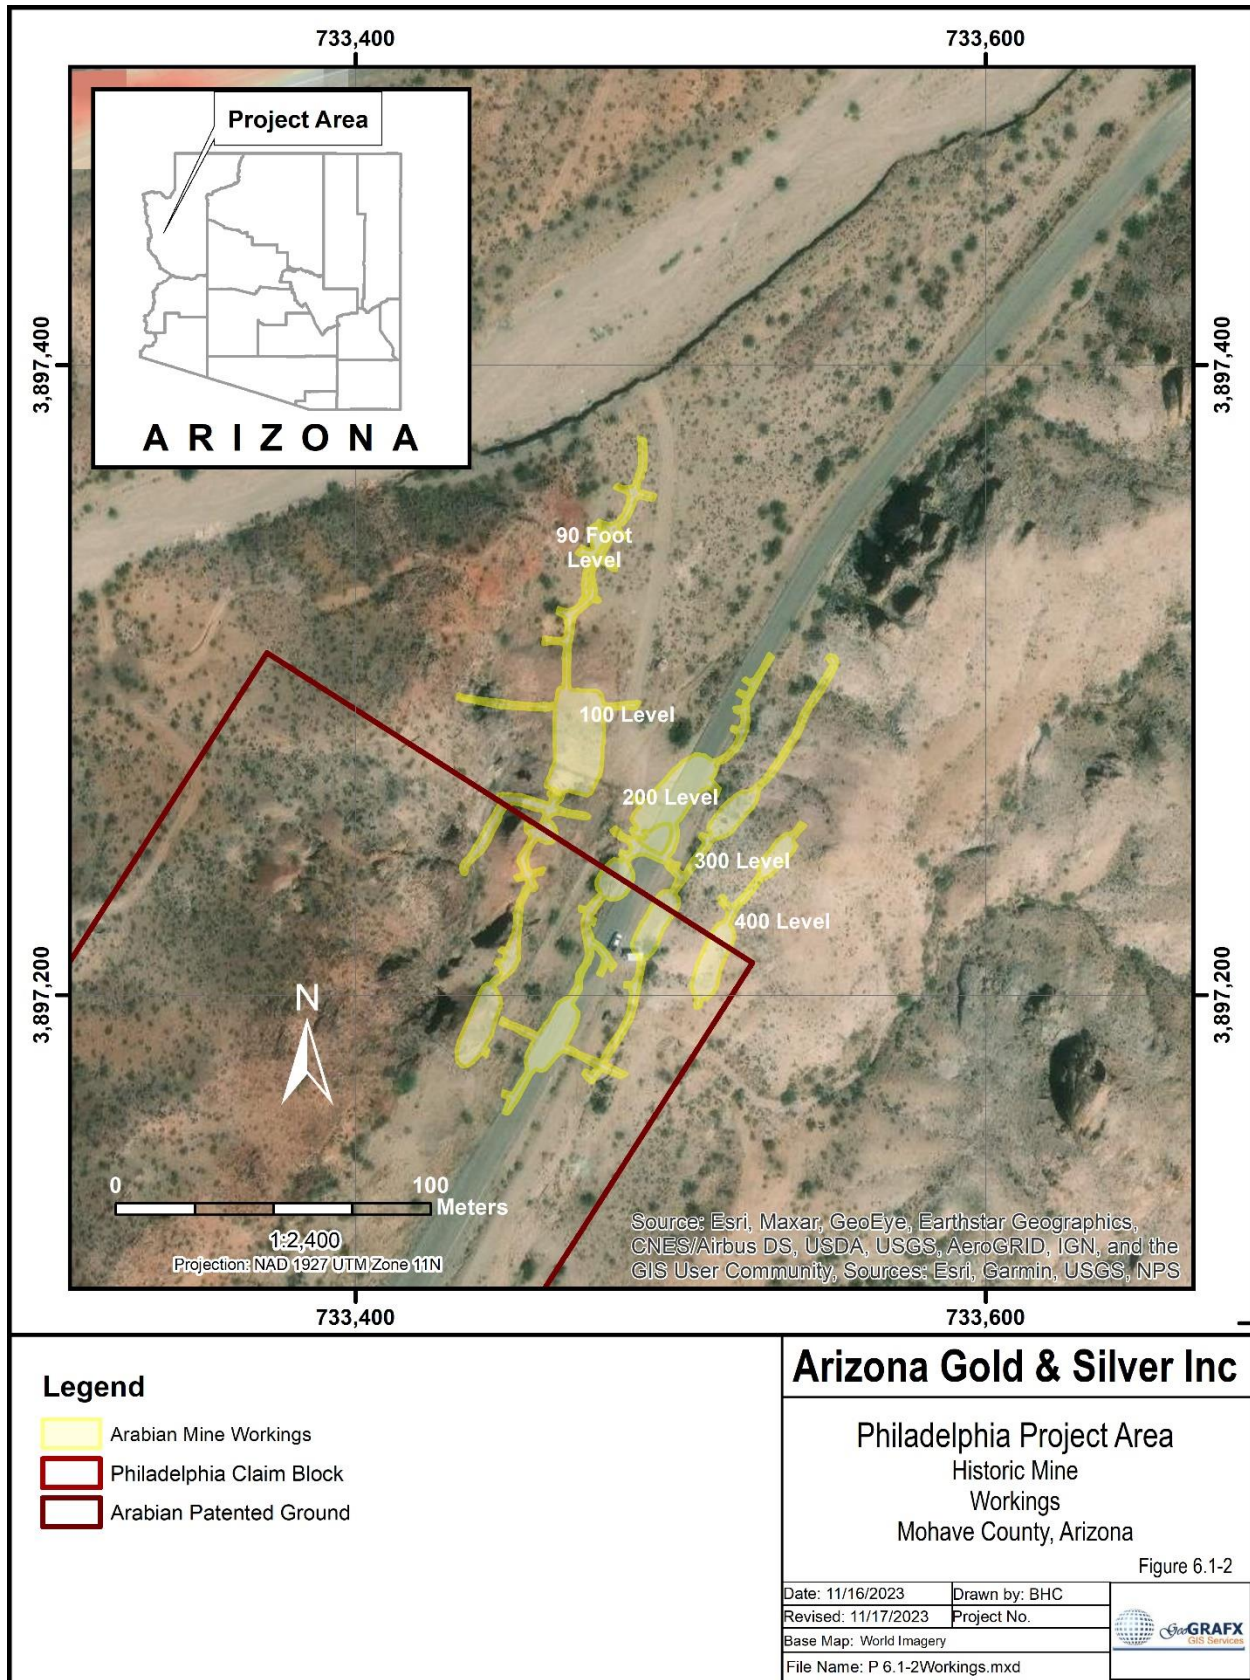 733,400
733,600
Project Area
ARIZONA
3,897,400
3,897,400
90 Foot
Level
100 Level
200 Level
300 Level
400 Level
3,897,200
3,897,200
N
0
100
Meters
1:2,400
Projection: NAD 1927 UTM Zone 11N
Source: Esri, Maxar, GeoEye, Earthstar Geographics,
CNES/Airbus DS, USDA, USGS, AeroGRID, IGN, and the
GIS User Community, Sources: Esri, Garmin, USGS, NPS
733,400
733,600
Legend
Arabian Mine Workings
Philadelphia Claim Block
Arabian Patented Ground
Arizona Gold & Silver Inc
Philadelphia Project Area
Historic Mine
Workings
Mohave County, Arizona
Figure 6.1-2
Date: 11/16/2023
Drawn by: BHC
Revised: 11/17/2023
Project No.
Base Map: World Imagery
File Name: P 6.1-2Workings.mxd
GeoGRAFX
GIS Services